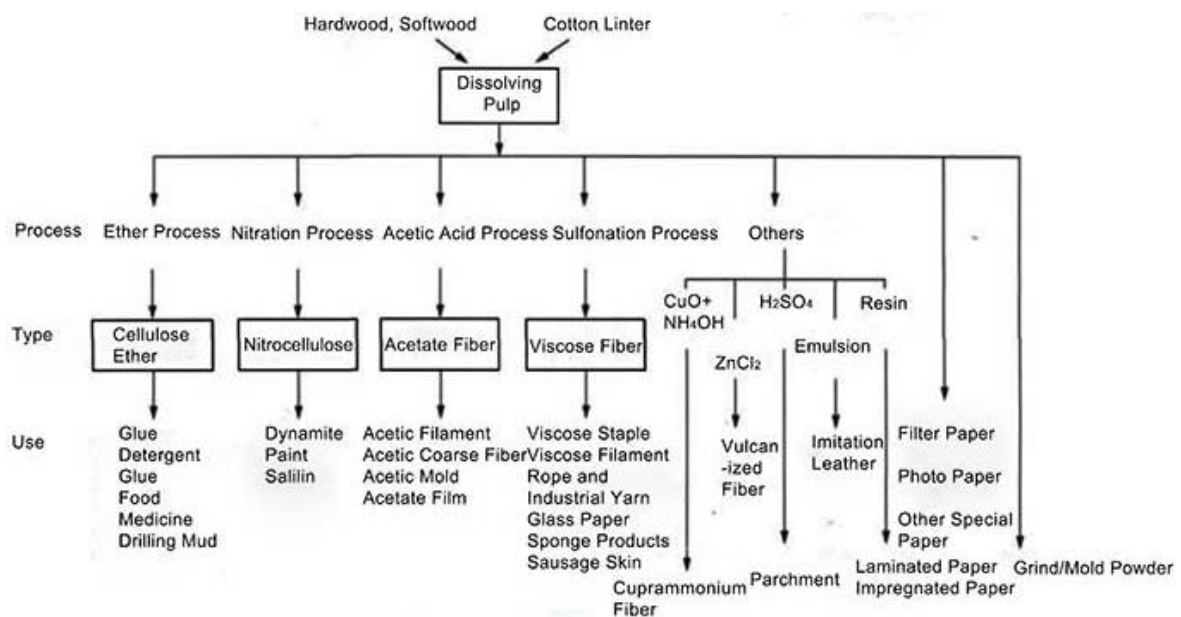 Hardwood, Softwood
Cotton Linter
Dissolving
Pulp
Process
Ether Process
Nitration Process
Acetic Acid Process
Sulfonation Process
Others
CuO+
NH₄OH
ZnCl₂
H₂SO₄
Emulsion
Resin
Type
Cellulose
Ether
Nitrocellulose
Acetate Fiber
Viscose Fiber
Use
Glue
Detergent
Glue
Food
Medicine
Drilling Mud
Dynamite
Paint
Salilin
Acetic Filament
Acetic Coarse Fiber
Acetic Mold
Acetate Film
Viscose Staple
Viscose Filament
Rope and
Industrial Yarn
Glass Paper
Sponge Products
Sausage Skin
Cuprammonium
Fiber
Vulcan
-ized
Fiber
Parchment
Imitation
Leather
Laminated Paper
Impregnated Paper
Filter Paper
Photo Paper
Other Special
Paper
Grind/Mold Powder